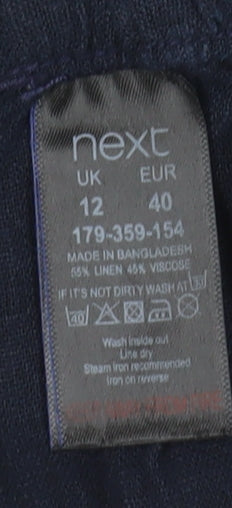 next
UK EUR
12 40
179-359-154
MADE IN BANGLADESH
55% LINEN 45% VISCOSE
IF IT'S NOT DIRTY WASH AT 30
40
Wash inside out
Line dry
Steam iron recommended
Iron on reverse